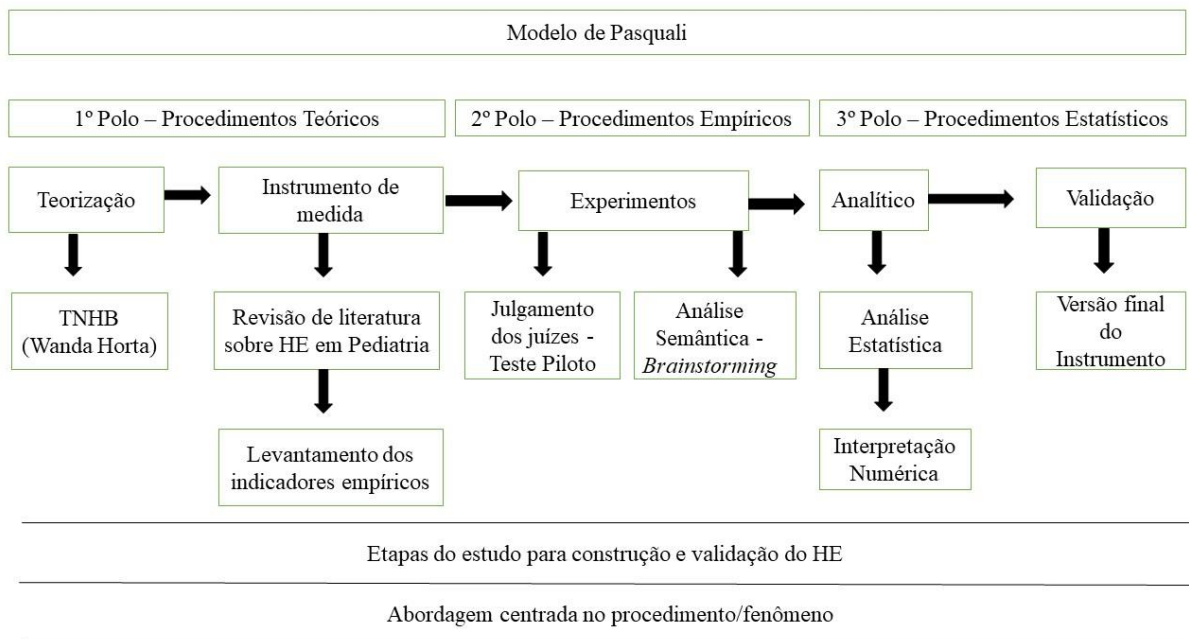 Modelo de Pasquali
1º Polo – Procedimentos Teóricos
2º Polo – Procedimentos Empíricos
3º Polo – Procedimentos Estatísticos
Teorização
Instrumento de
medida
Experimentos
Analítico
Validação
TNHB
(Wanda Horta)
Revisão de literatura
sobre HE em Pediatria
Julgamento
dos juízes -
Teste Piloto
Análise
Semântica -
Brainstorming
Análise
Estatística
Versão final
do
Instrumento
Levantamento dos
indicadores empíricos
Interpretação
Numérica
Etapas do estudo para construção e validação do HE
Abordagem centrada no procedimento/fenômeno